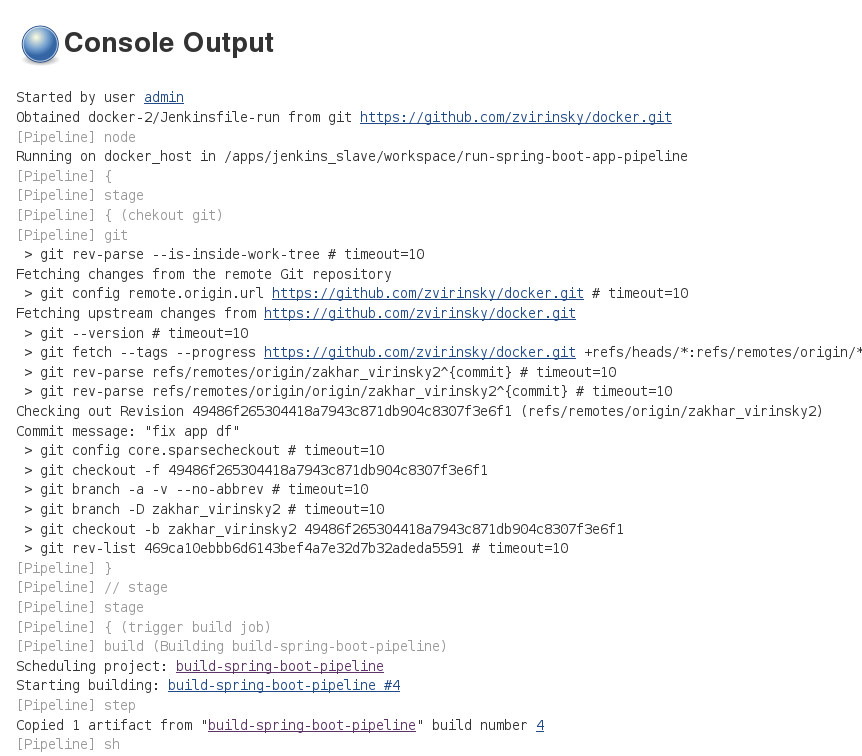 Console Output
Started by user admin
Obtained docker-2/Jenkinsfile-run from git https://github.com/zvirinsky/docker.git
[Pipeline] node
Running on docker_host in /apps/jenkins_slave/workspace/run-spring-boot-app-pipeline
[Pipeline] {
[Pipeline] stage
[Pipeline] { (chekout git)
[Pipeline] git
 > git rev-parse --is-inside-work-tree # timeout=10
Fetching changes from the remote Git repository
 > git config remote.origin.url https://github.com/zvirinsky/docker.git # timeout=10
Fetching upstream changes from https://github.com/zvirinsky/docker.git
 > git --version # timeout=10
 > git fetch --tags --progress https://github.com/zvirinsky/docker.git +refs/heads/*:refs/remotes/origin/*
 > git rev-parse refs/remotes/origin/zakhar_virinsky2^{commit} # timeout=10
 > git rev-parse refs/remotes/origin/origin/zakhar_virinsky2^{commit} # timeout=10
Checking out Revision 49486f265304418a7943c871db904c8307f3e6f1 (refs/remotes/origin/zakhar_virinsky2)
Commit message: "fix app df"
 > git config core.sparsecheckout # timeout=10
 > git checkout -f 49486f265304418a7943c871db904c8307f3e6f1
 > git branch -a -v --no-abbrev # timeout=10
 > git branch -D zakhar_virinsky2 # timeout=10
 > git checkout -b zakhar_virinsky2 49486f265304418a7943c871db904c8307f3e6f1
 > git rev-list 469ca10ebbb6d6143bef4a7e32d7b32adeda5591 # timeout=10
[Pipeline] }
[Pipeline] // stage
[Pipeline] stage
[Pipeline] { (trigger build job)
[Pipeline] build (Building build-spring-boot-pipeline)
Scheduling project: build-spring-boot-pipeline
Starting building: build-spring-boot-pipeline #4
[Pipeline] step
Copied 1 artifact from "build-spring-boot-pipeline" build number 4
[Pipeline] sh